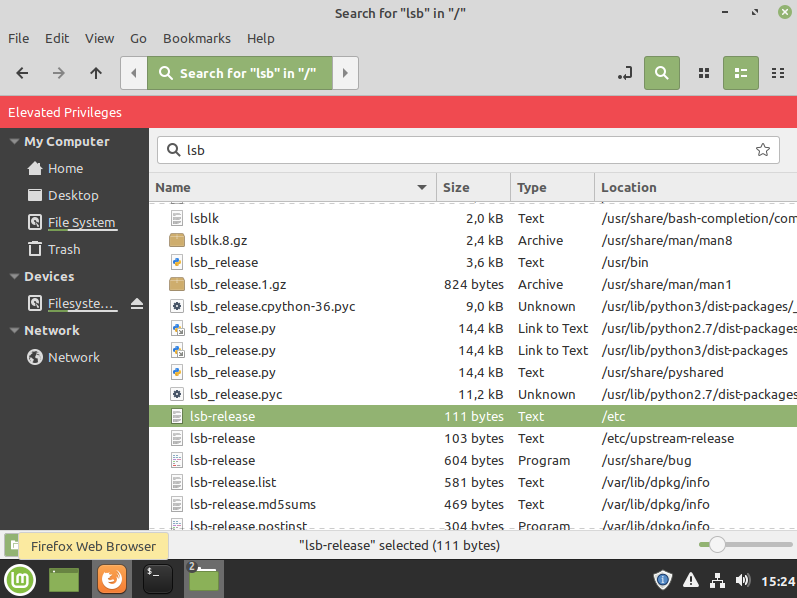 Search for "lsb" in "/"
File Edit View Go Bookmarks Help
Search for "lsb" in "/"
Elevated Privileges
My Computer
Home
Desktop
File System
Trash
Devices
Filesyste...
Network
Network
lsb
Name Size Type Location
lsblk 2,0 kB Text /usr/share/bash-completion/com
lsblk.8.gz 2,4 kB Archive /usr/share/man/man8
lsb_release 3,6 kB Text /usr/bin
lsb_release.1.gz 824 bytes Archive /usr/share/man/man1
lsb_release.cpython-36.pyc 9,0 kB Unknown /usr/lib/python3/dist-packages/_
lsb_release.py 14,4 kB Link to Text /usr/lib/python2.7/dist-packages
lsb_release.py 14,4 kB Link to Text /usr/lib/python3/dist-packages
lsb_release.py 14,4 kB Text /usr/share/pyshared
lsb_release.pyc 11,2 kB Unknown /usr/lib/python2.7/dist-packages
lsb-release 111 bytes Text /etc
lsb-release 103 bytes Text /etc/upstream-release
lsb-release 604 bytes Program /usr/share/bug
lsb-release.list 581 bytes Text /var/lib/dpkg/info
lsb-release.md5sums 469 bytes Text /var/lib/dpkg/info
lsb-release.postinst 304 bytes Program /var/lib/dpkg/info
Firefox Web Browser
"lsb-release" selected (111 bytes)
$_
2
15:24